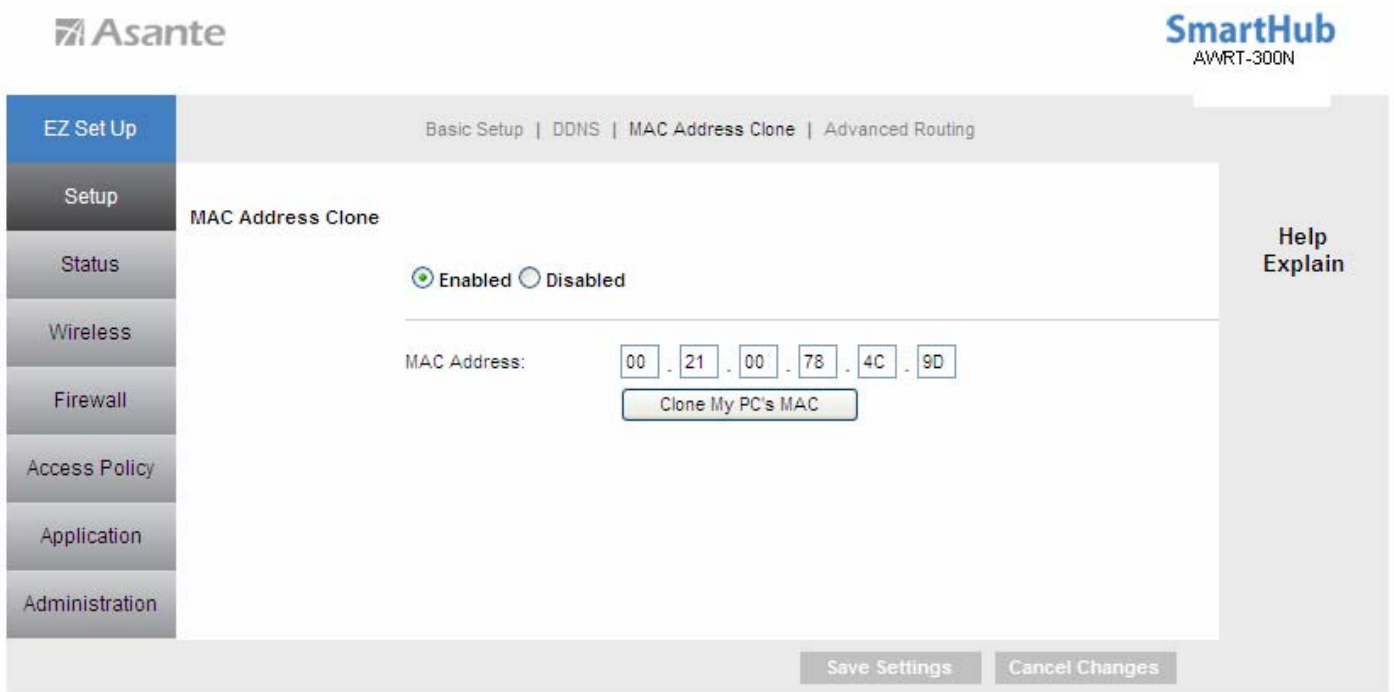 Asante
SmartHub
AWRT-300N
EZ Set Up
Basic Setup | DDNS | MAC Address Clone | Advanced Routing
Setup
MAC Address Clone
Help
Explain
Status
Enabled Disabled
Wireless
MAC Address: 00 . 21 . 00 . 78 . 4C . 9D
Clone My PC's MAC
Firewall
Access Policy
Application
Administration
Save Settings Cancel Changes